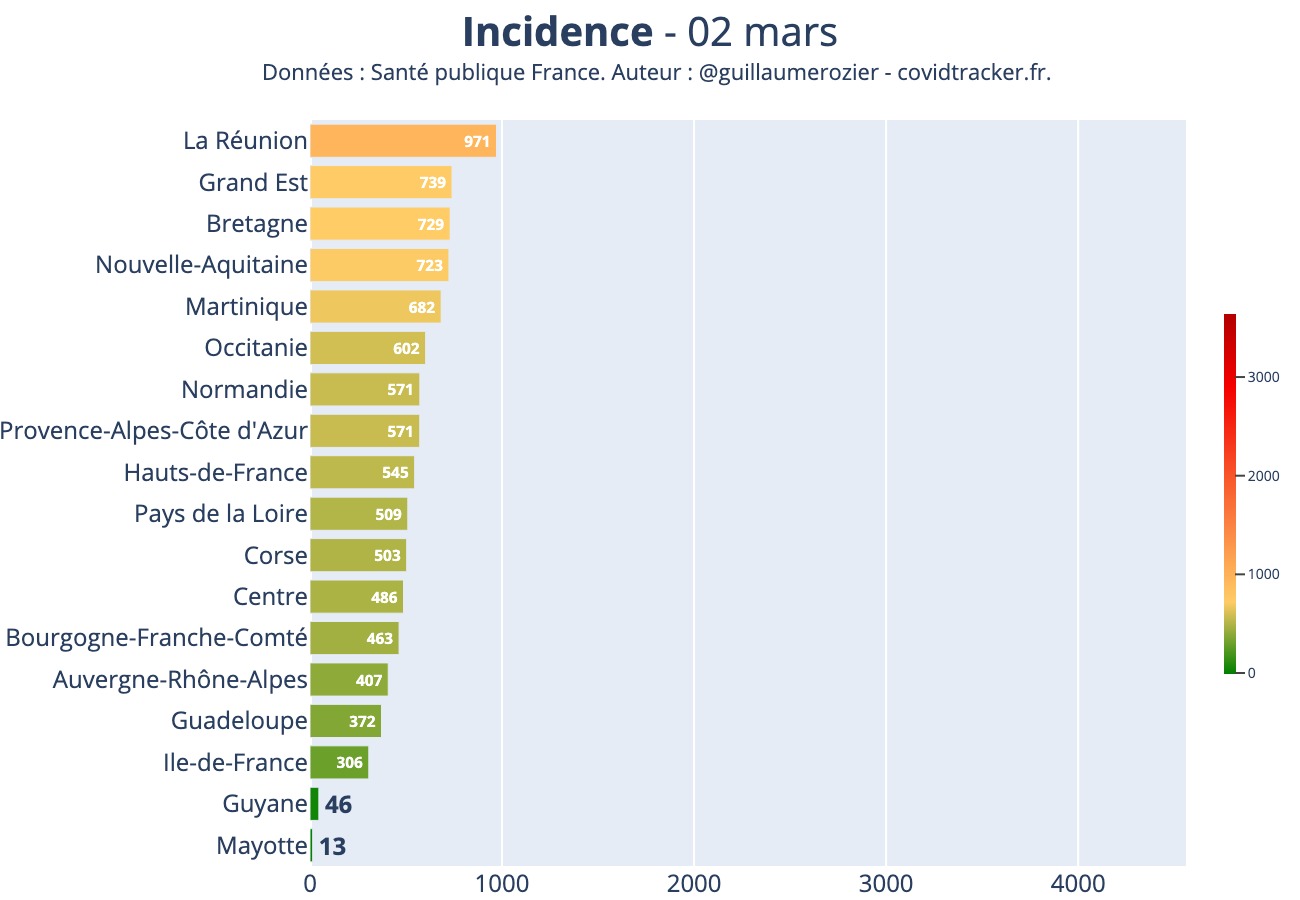 Incidence - 02 mars
Données : Santé publique France. Auteur : @guillaumerozier - covidtracker.fr.
La Réunion 971
Grand Est 739
Bretagne 729
Nouvelle-Aquitaine 723
Martinique 682
Occitanie 602
Normandie 571
Provence-Alpes-Côte d'Azur 571
Hauts-de-France 545
Pays de la Loire 509
Corse 503
Centre 486
Bourgogne-Franche-Comté 463
Auvergne-Rhône-Alpes 407
Guadeloupe 372
Ile-de-France 306
Guyane 46
Mayotte 13
0 1000 2000 3000 4000
3000
2000
1000
0